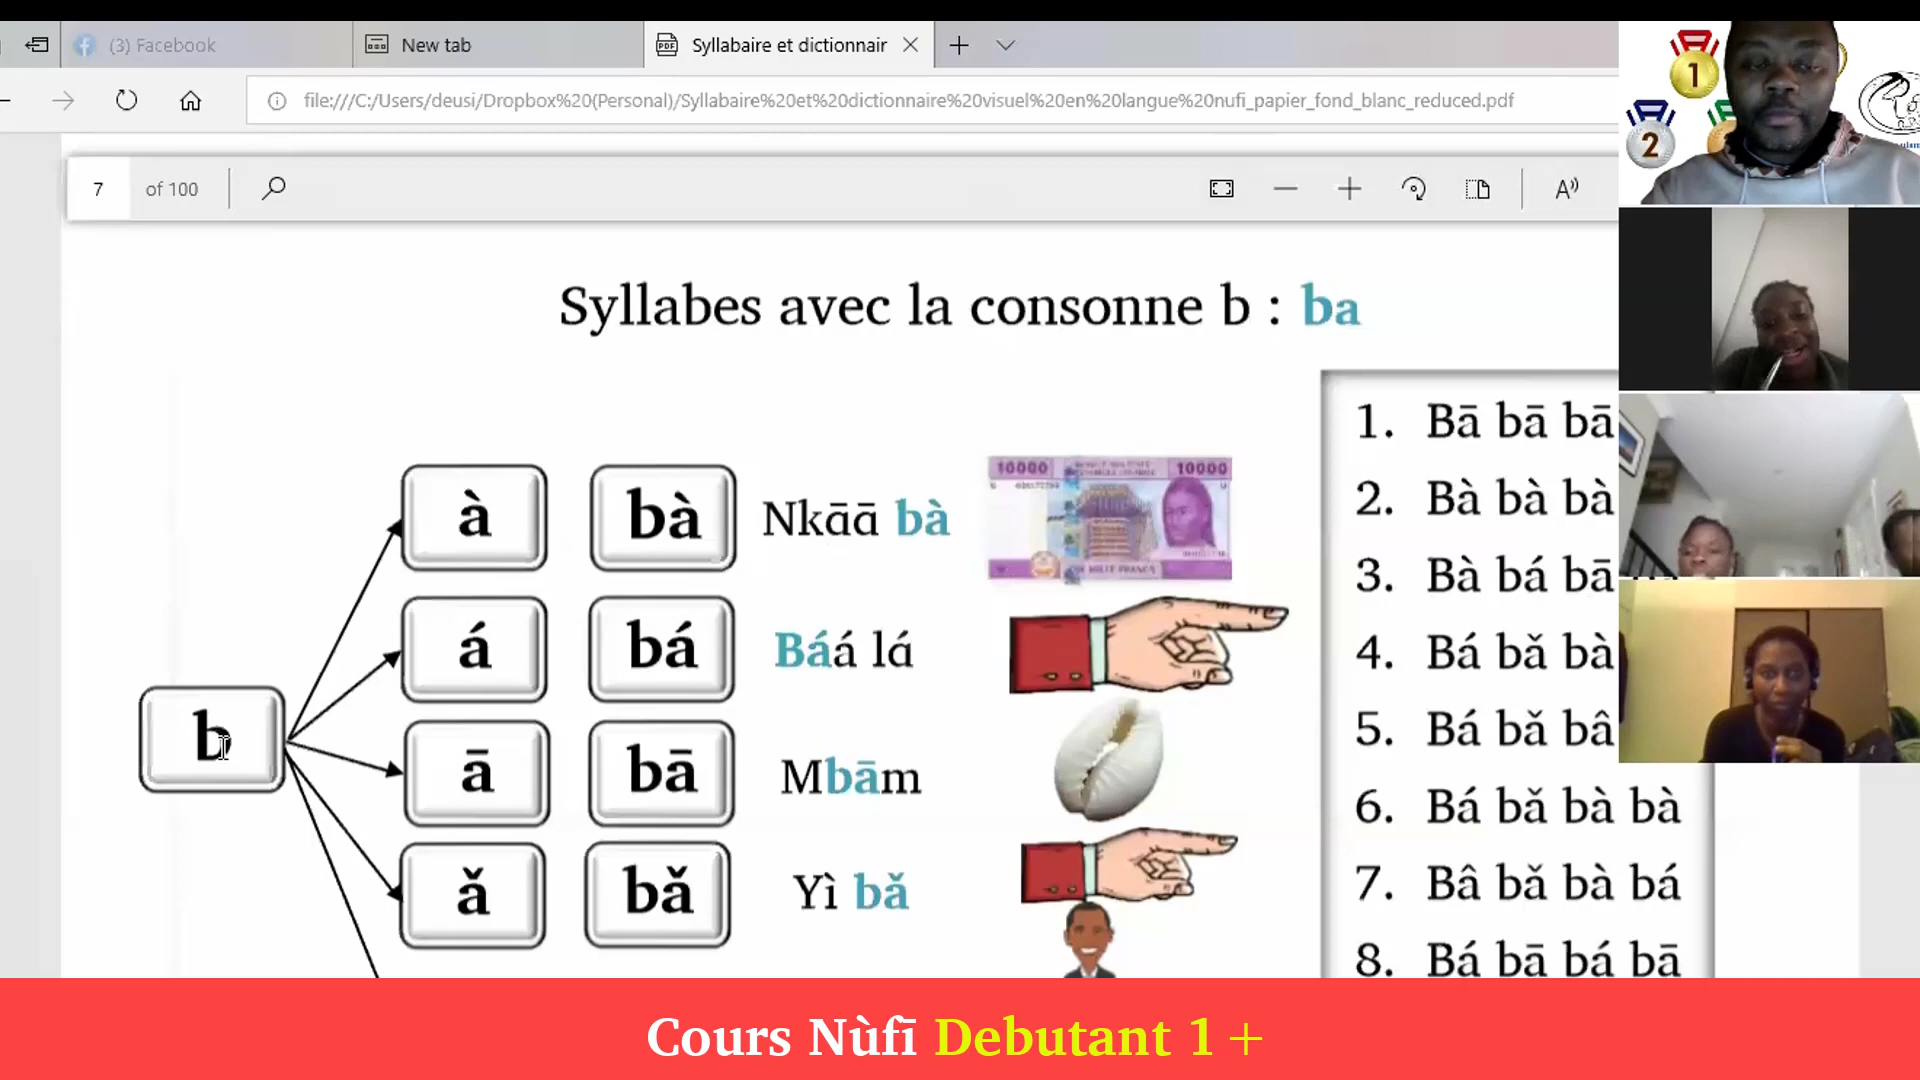 (3) Facebook
New tab
Syllabaire et dictionnair
file:///C:/Users/deusi/Dropbox%20(Personal)/Syllabaire%20et%20dictionnaire%20visuel%20en%20langue%20nufi_papier_fond_blanc_reduced.pdf
7 of 100
Syllabes avec la consonne b : ba
b
à bà Nkāā bà
10000 10000
á bá Báá lɑ́
ā bā Mbām
ǎ bǎ Yì bǎ
1. Bā bā bā
2. Bà bà bà
3. Bà bá bā
4. Bá bǎ bà
5. Bá bǎ bâ
6. Bá bǎ bà bà
7. Bâ bǎ bà bá
8. Bá bā bá bā
1
2
Cours Nùfī Debutant 1 +